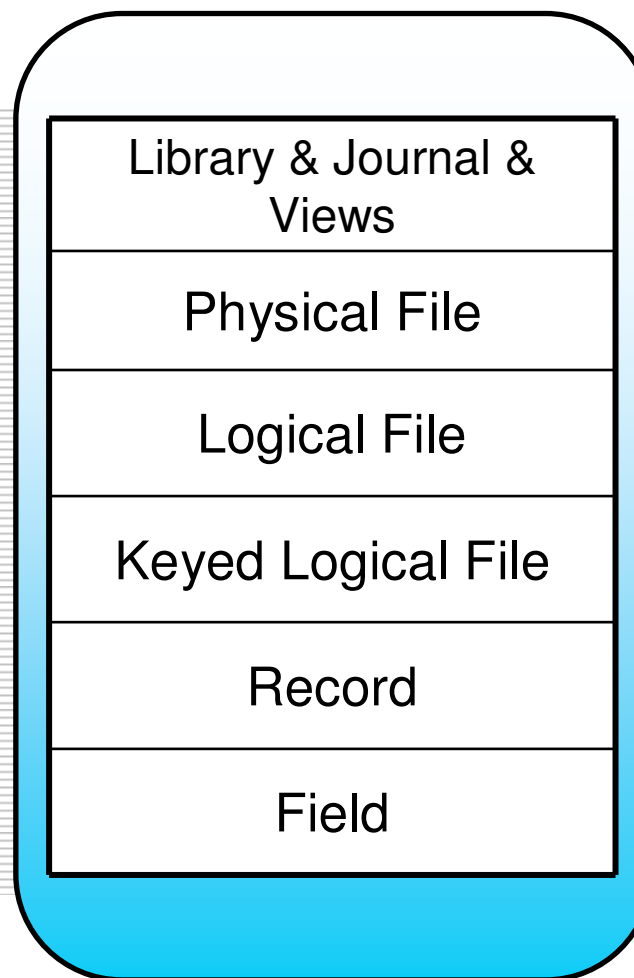 Library & Journal &
Views
Physical File
Logical File
Keyed Logical File
Record
Field